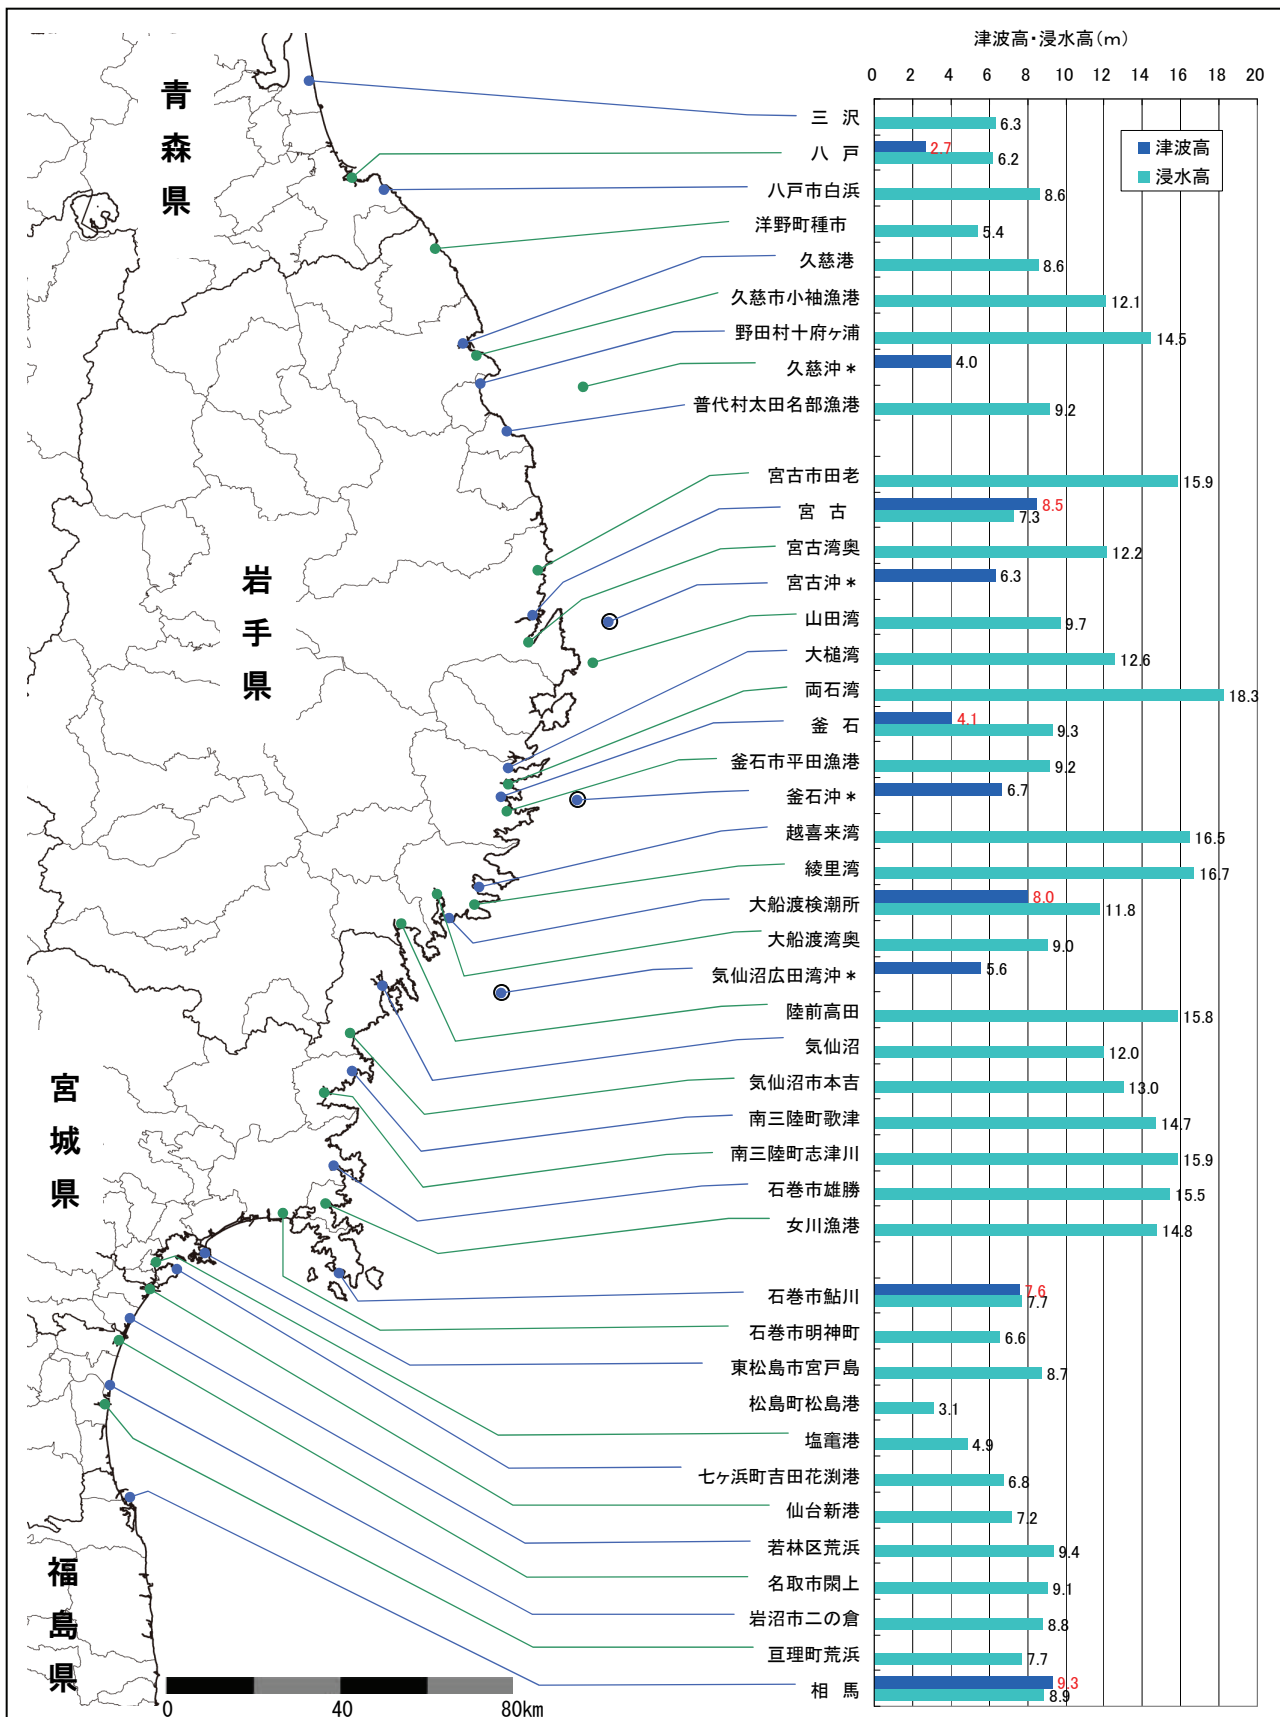 津波高・浸水高(m)
0 2 4 6 8 10 12 14 16 18 20
津波高
浸水高
青森県
岩手県
宮城県
福島県
三 沢 6.3
八 戸 2.7 6.2
八戸市白浜 8.6
洋野町種市 5.4
久慈港 8.6
久慈市小袖漁港 12.1
野田村十府ヶ浦 14.5
久慈沖* 4.0
普代村太田名部漁港 9.2
宮古市田老 15.9
宮 古 8.5 7.3
宮古湾奥 12.2
宮古沖* 6.3
山田湾 9.7
大槌湾 12.6
両石湾 18.3
釜 石 4.1 9.3
釜石市平田漁港 9.2
釜石沖* 6.7
越喜来湾 16.5
綾里湾 16.7
大船渡検潮所 8.0 11.8
大船渡湾奥 9.0
気仙沼広田湾沖* 5.6
陸前高田 15.8
気仙沼 12.0
気仙沼市本吉 13.0
南三陸町歌津 14.7
南三陸町志津川 15.9
石巻市雄勝 15.5
女川漁港 14.8
石巻市鮎川 7.6 7.7
石巻市明神町 6.6
東松島市宮戸島 8.7
松島町松島港 3.1
塩竈港 4.9
七ヶ浜町吉田花渕港 6.8
仙台新港 7.2
若林区荒浜 9.4
名取市閖上 9.1
岩沼市二の倉 8.8
亘理町荒浜 7.7
相 馬 9.3 8.9
0 40 80km